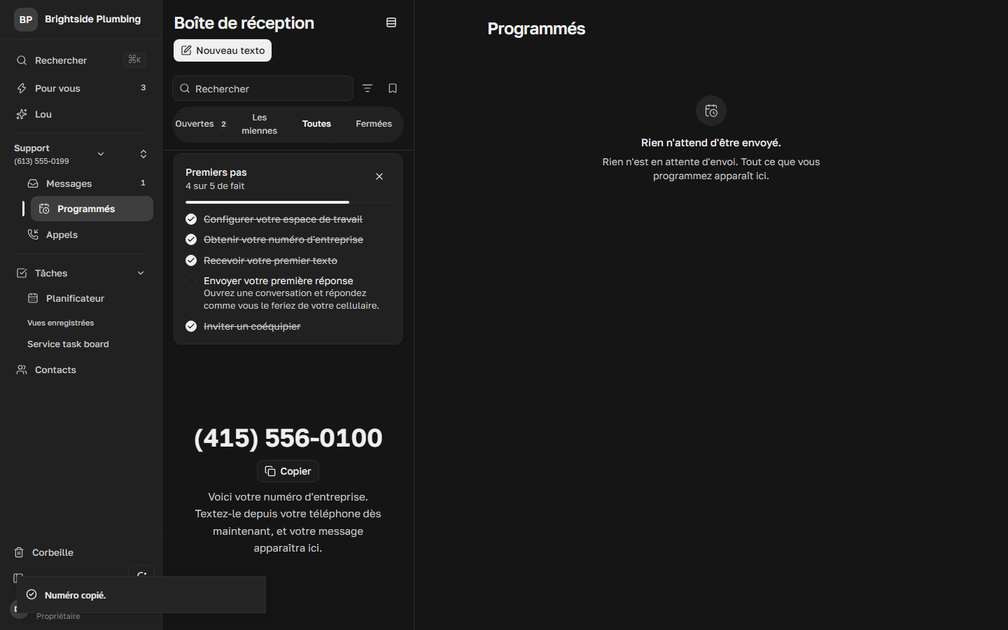 BP
Brightside Plumbing
Rechercher
⌘K
Pour vous
3
Lou
Support
(613) 555-0199
Messages
1
Programmés
Appels
Tâches
Planificateur
Vues enregistrées
Service task board
Contacts
Corbeille
Numéro copié.
Propriétaire
Boîte de réception
Nouveau texto
Rechercher
Ouvertes 2
Les miennes
Toutes
Fermées
Premiers pas
4 sur 5 de fait
Configurer votre espace de travail
Obtenir votre numéro d'entreprise
Recevoir votre premier texto
Envoyer votre première réponse
Ouvrez une conversation et répondez
comme vous le feriez de votre cellulaire.
Inviter un coéquipier
(415) 556-0100
Copier
Voici votre numéro d'entreprise.
Textez-le depuis votre téléphone dès
maintenant, et votre message
apparaîtra ici.
Programmés
Rien n'attend d'être envoyé.
Rien n'est en attente d'envoi. Tout ce que vous
programmez apparaît ici.